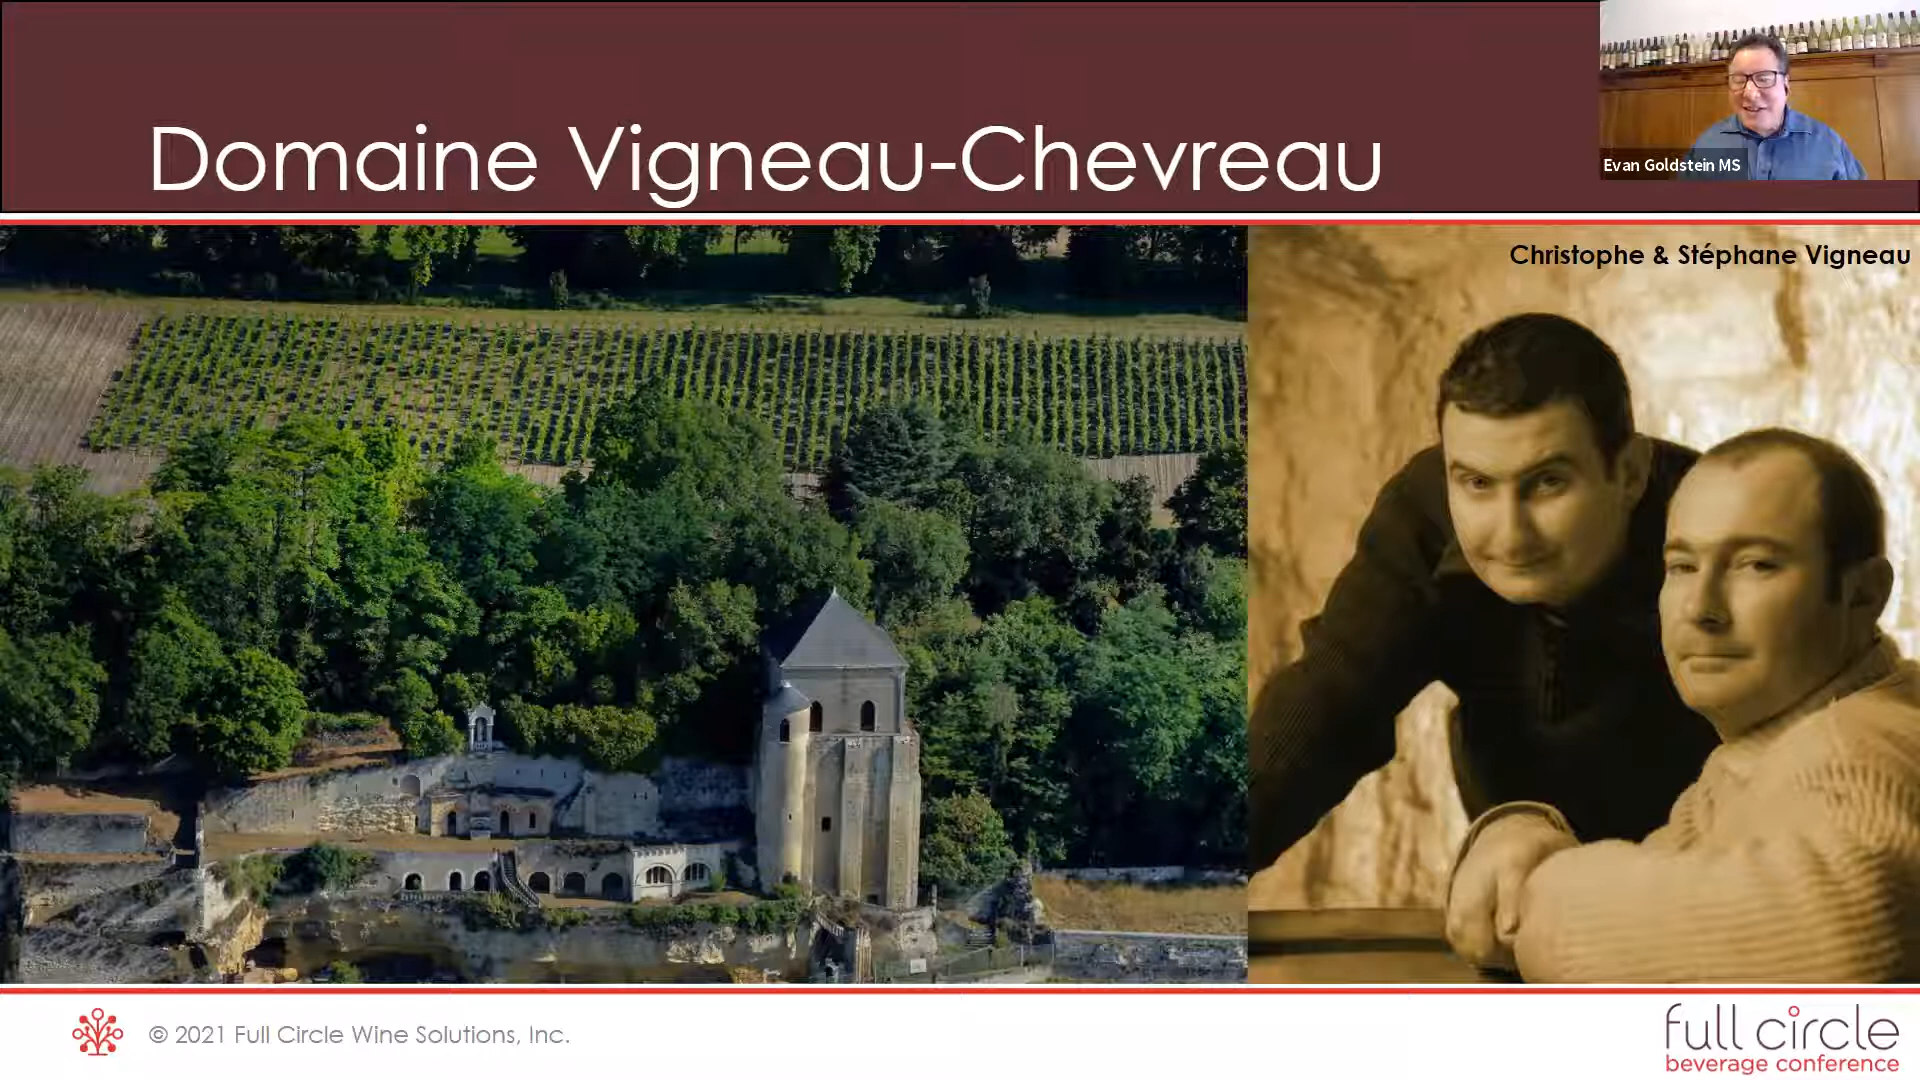 Domaine Vigneau-Chevreau
Evan Goldstein MS
Christophe & Stéphane Vigneau
© 2021 Full Circle Wine Solutions, Inc.
full circle
beverage conference